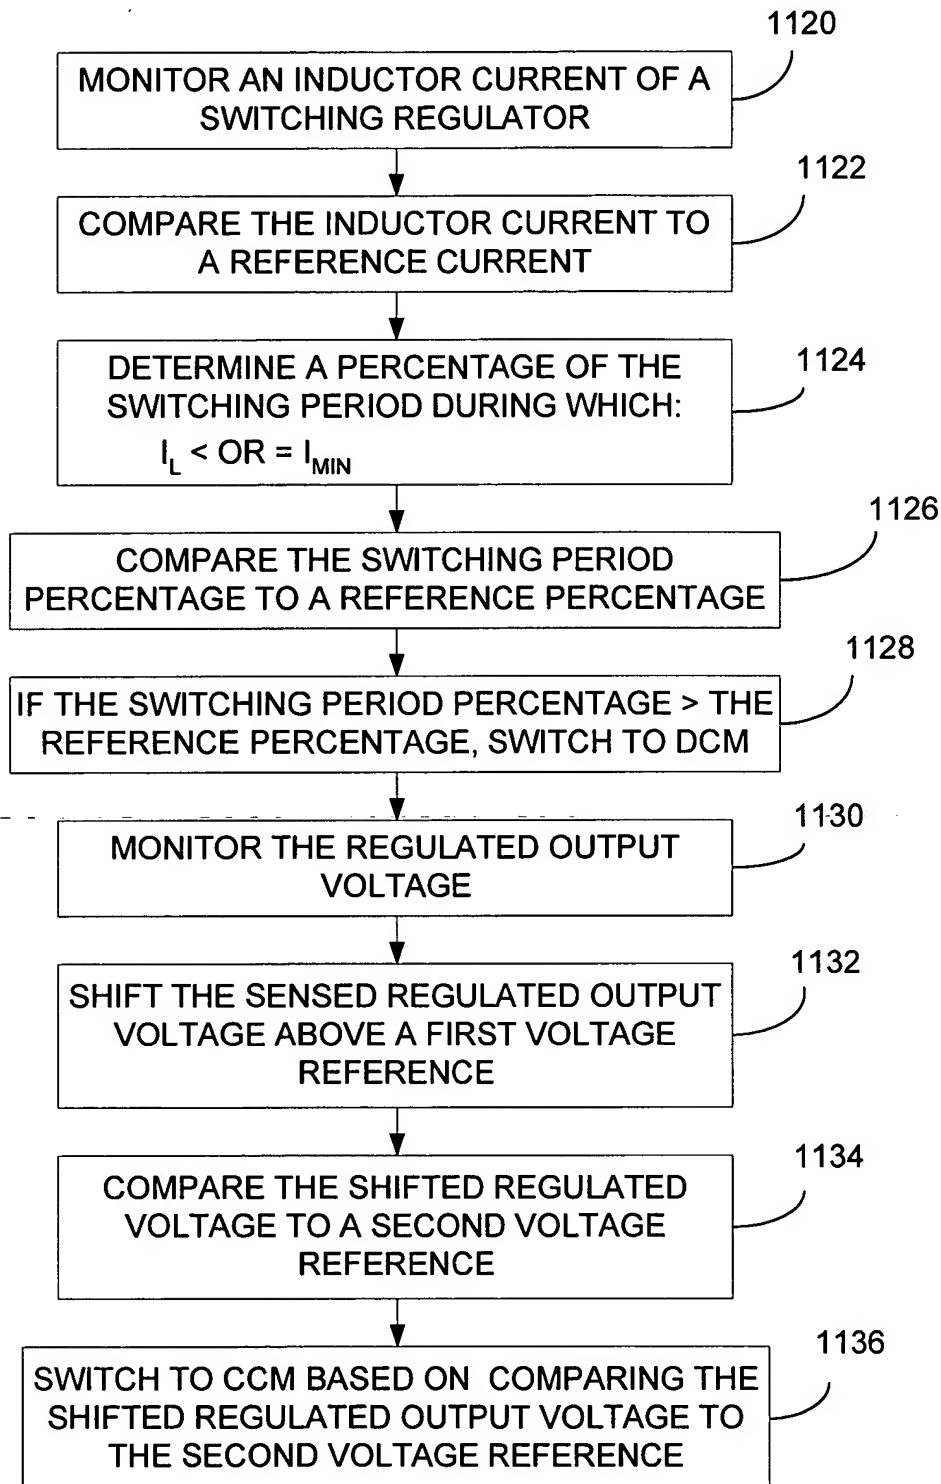 1120
MONITOR AN INDUCTOR CURRENT OF A
SWITCHING REGULATOR
1122
COMPARE THE INDUCTOR CURRENT TO
A REFERENCE CURRENT
1124
DETERMINE A PERCENTAGE OF THE
SWITCHING PERIOD DURING WHICH:
I_L < OR = I_MIN
1126
COMPARE THE SWITCHING PERIOD
PERCENTAGE TO A REFERENCE PERCENTAGE
1128
IF THE SWITCHING PERIOD PERCENTAGE > THE
REFERENCE PERCENTAGE, SWITCH TO DCM
1130
MONITOR THE REGULATED OUTPUT
VOLTAGE
1132
SHIFT THE SENSED REGULATED OUTPUT
VOLTAGE ABOVE A FIRST VOLTAGE
REFERENCE
1134
COMPARE THE SHIFTED REGULATED
VOLTAGE TO A SECOND VOLTAGE
REFERENCE
1136
SWITCH TO CCM BASED ON COMPARING THE
SHIFTED REGULATED OUTPUT VOLTAGE TO
THE SECOND VOLTAGE REFERENCE